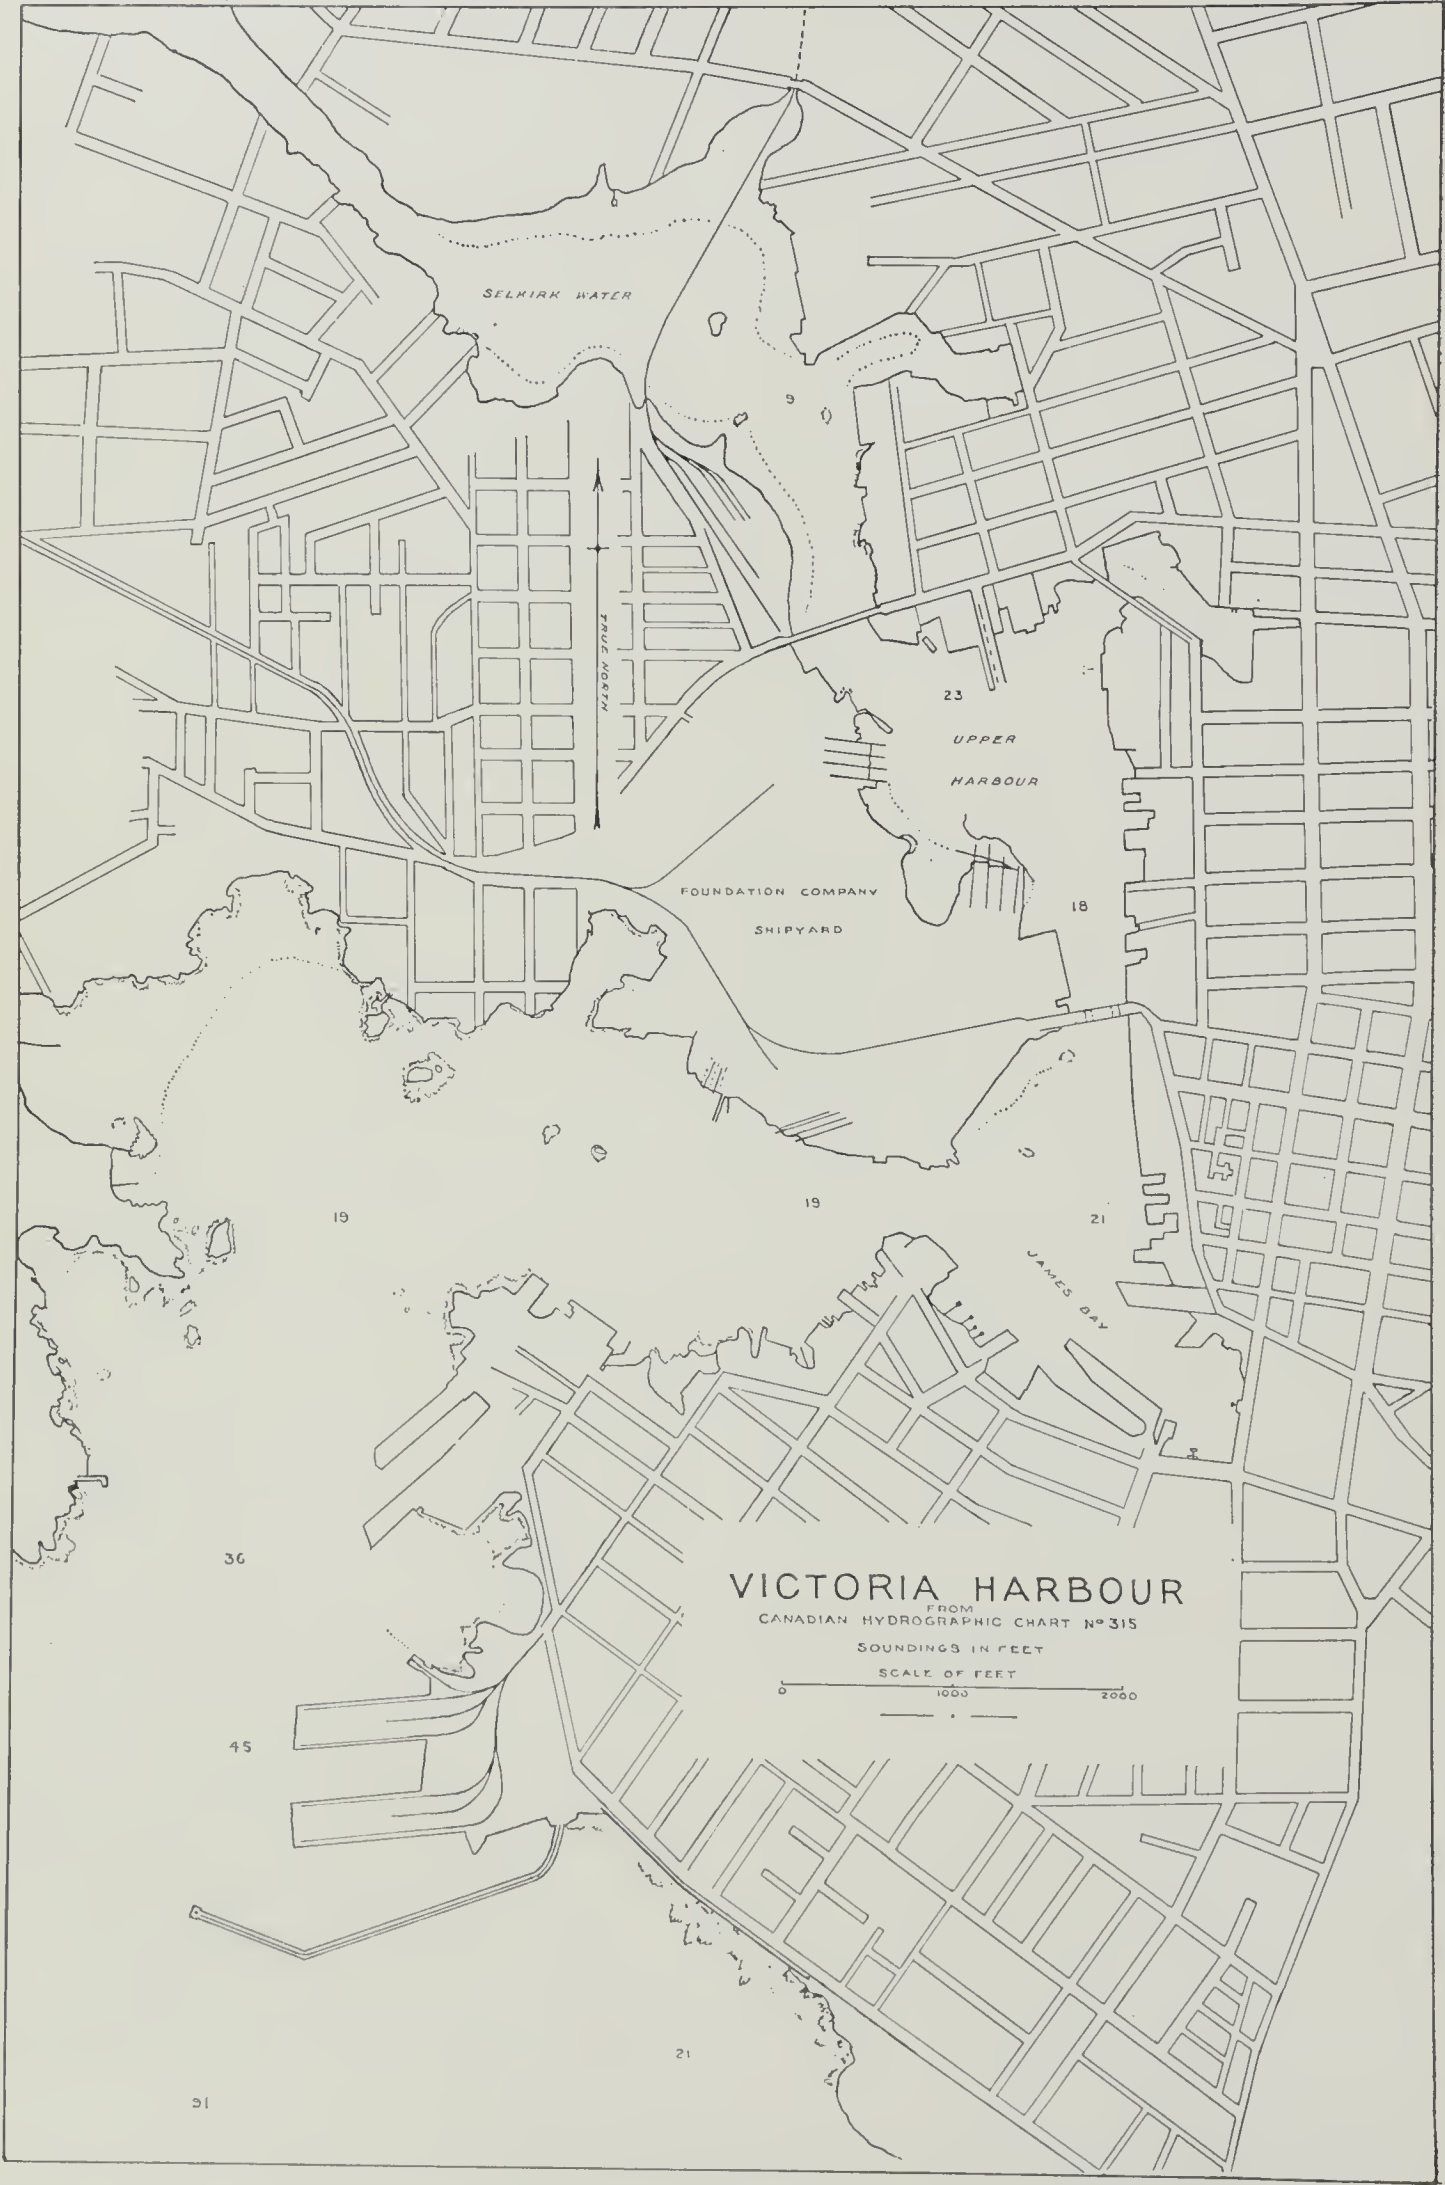 SELKIRK WATER
9
TRUE NORTH
23
UPPER
HARBOUR
FOUNDATION COMPANY
SHIPYARD
18
19
19
21
JAMES BAY
36
VICTORIA HARBOUR
FROM
CANADIAN HYDROGRAPHIC CHART Nº 315
SOUNDINGS IN FEET
SCALE OF FEET
0 1000 2000
45
21
91